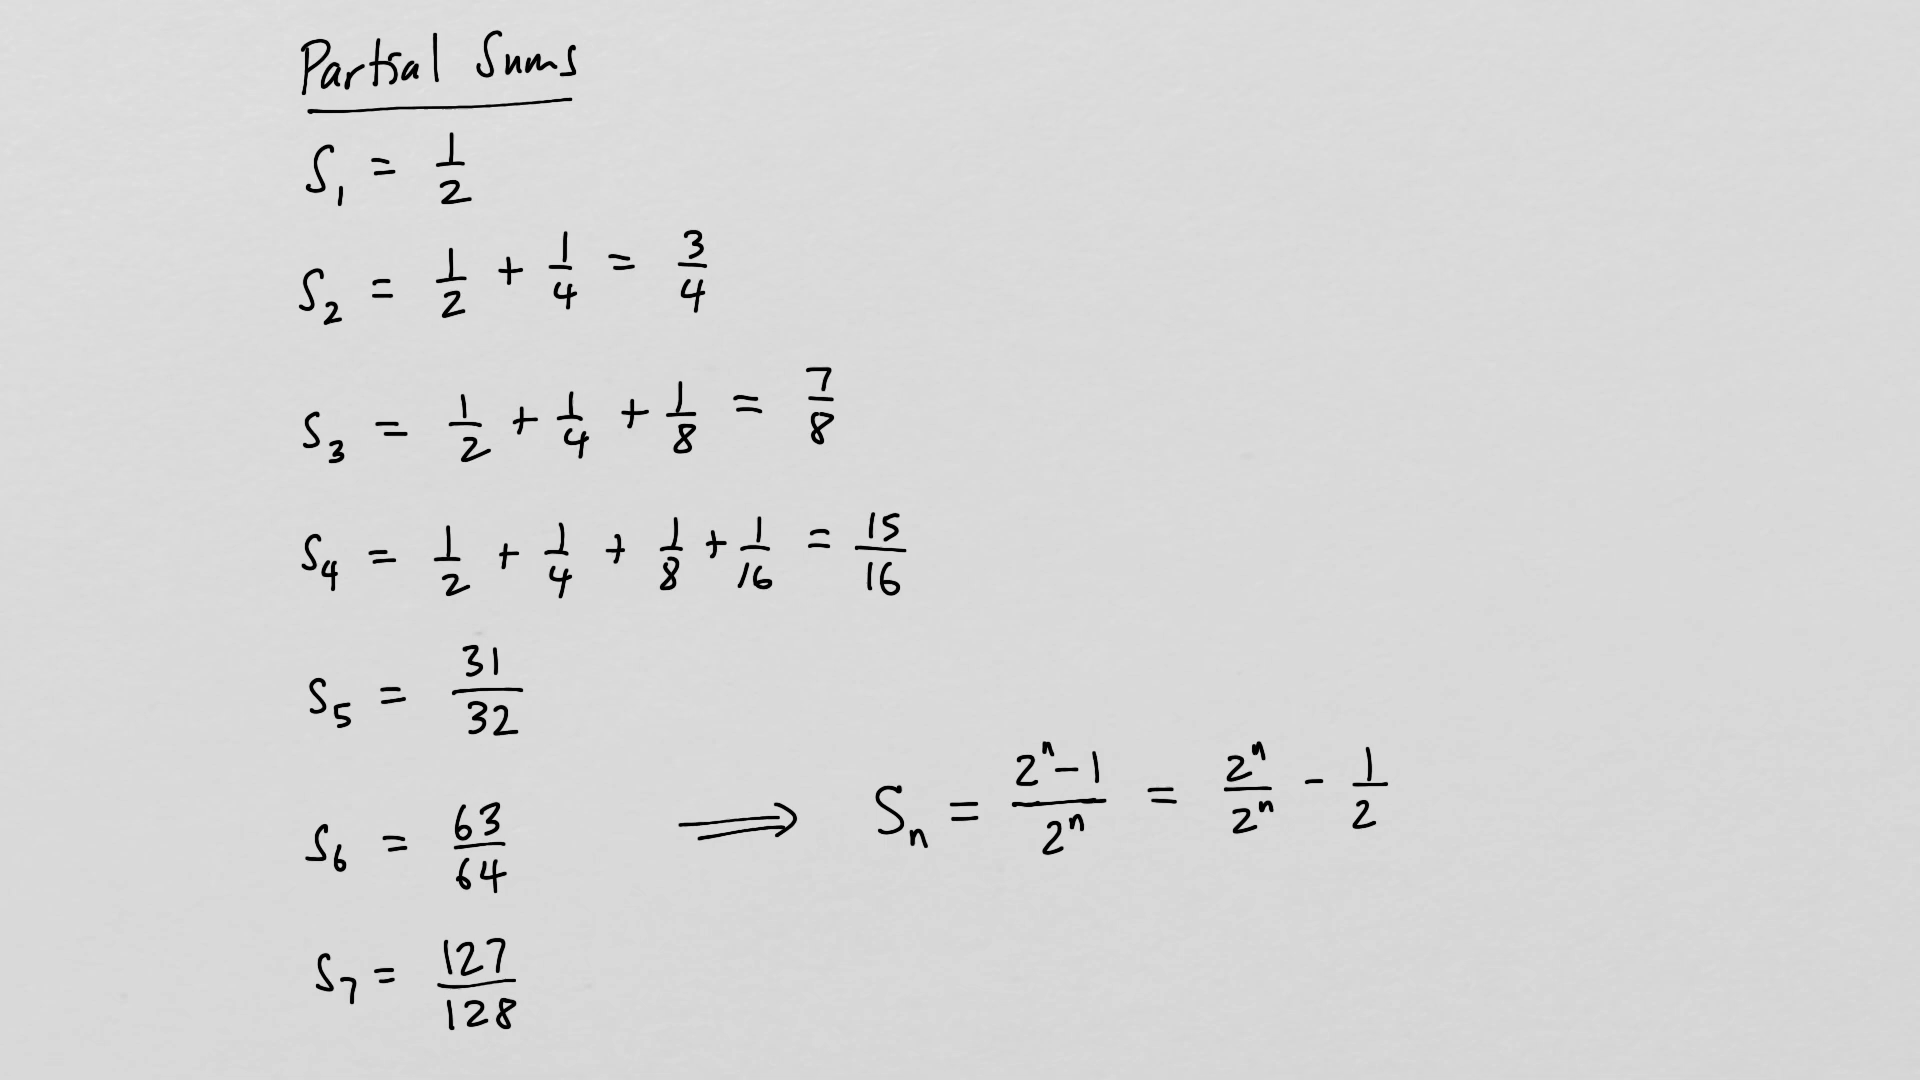 Partial Sums
S₁ = 1/2
S₂ = 1/2 + 1/4 = 3/4
S₃ = 1/2 + 1/4 + 1/8 = 7/8
S₄ = 1/2 + 1/4 + 1/8 + 1/16 = 15/16
S₅ = 31/32
S₆ = 63/64 ⟹ Sₙ = (2ⁿ-1)/2ⁿ = 2ⁿ/2ⁿ - 1/2
S₇ = 127/128